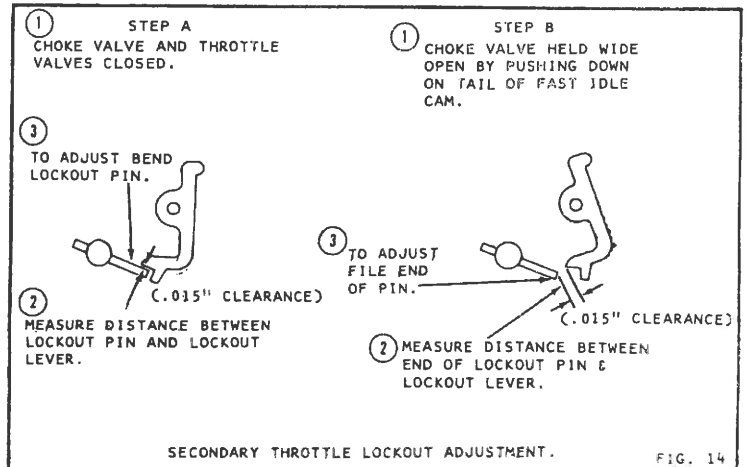 1
STEP A
CHOKE VALVE AND THROTTLE
VALVES CLOSED.
3
TO ADJUST BEND
LOCKOUT PIN.
(.015" CLEARANCE)
2
MEASURE DISTANCE BETWEEN
LOCKOUT PIN AND LOCKOUT
LEVER.
STEP B
1
CHOKE VALVE HELD WIDE
OPEN BY PUSHING DOWN
ON TAIL OF FAST IDLE
CAM.
3
TO ADJUST
FILE END
OF PIN.
(.015" CLEARANCE)
2
MEASURE DISTANCE BETWEEN
END OF LOCKOUT PIN &
LOCKOUT LEVER.
SECONDARY THROTTLE LOCKOUT ADJUSTMENT.
FIG. 14